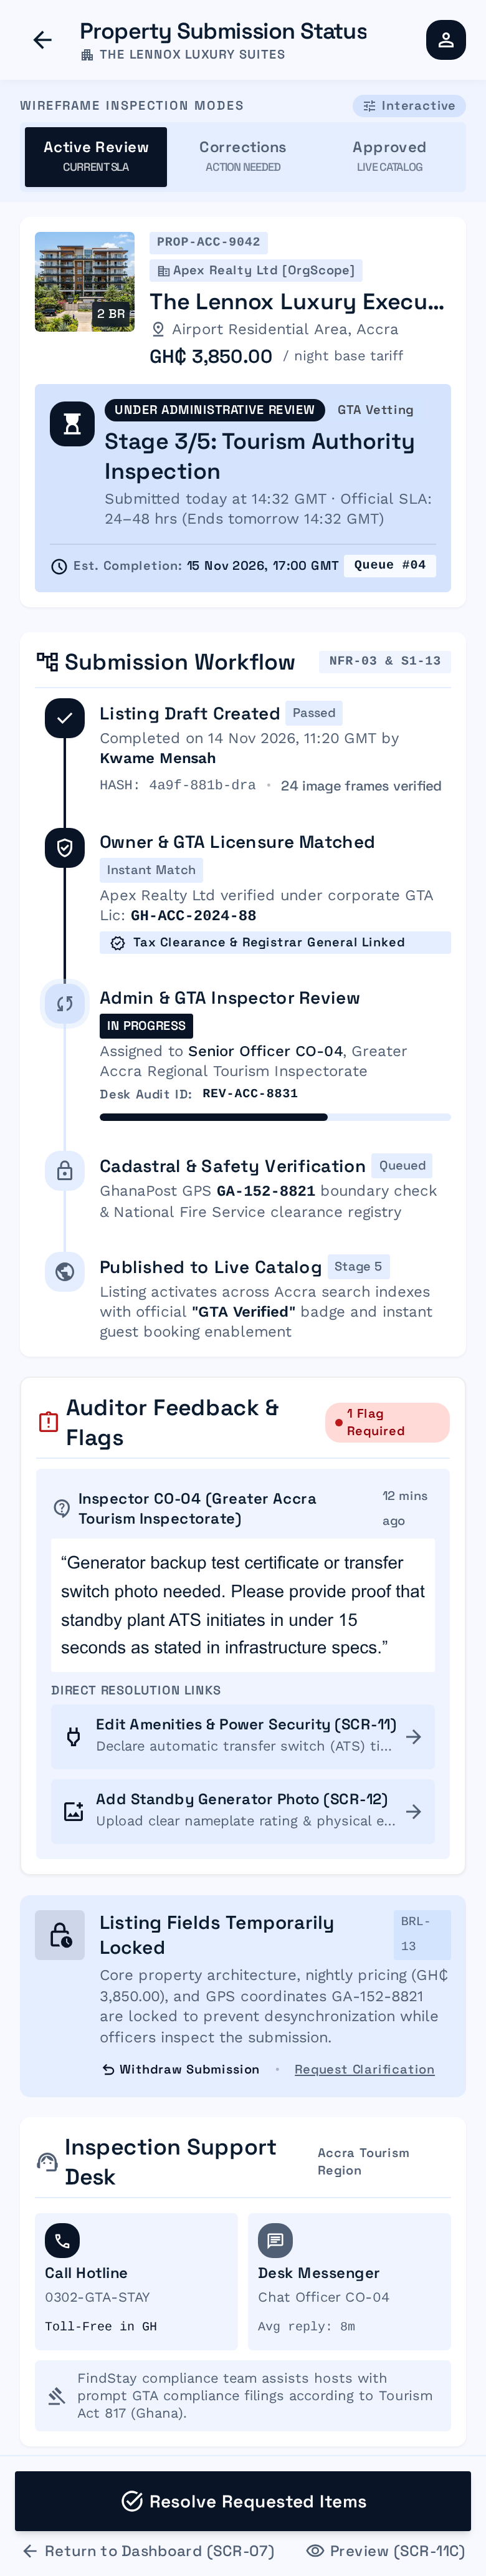 Property Submission Status
THE LENNOX LUXURY SUITES
WIREFRAME INSPECTION MODES
Interactive
Active Review
CURRENT SLA
Corrections
ACTION NEEDED
Approved
LIVE CATALOG
2 BR
PROP-ACC-9042
Apex Realty Ltd [OrgScope]
The Lennox Luxury Execu...
Airport Residential Area, Accra
GH₵ 3,850.00 / night base tariff
UNDER ADMINISTRATIVE REVIEW GTA Vetting
Stage 3/5: Tourism Authority
Inspection
Submitted today at 14:32 GMT · Official SLA:
24–48 hrs (Ends tomorrow 14:32 GMT)
Est. Completion: 15 Nov 2026, 17:00 GMT Queue #04
Submission Workflow NFR-03 & S1-13
Listing Draft Created Passed
Completed on 14 Nov 2026, 11:20 GMT by
Kwame Mensah
HASH: 4a9f-881b-dra • 24 image frames verified
Owner & GTA Licensure Matched
Instant Match
Apex Realty Ltd verified under corporate GTA
Lic: GH-ACC-2024-88
Tax Clearance & Registrar General Linked
Admin & GTA Inspector Review
IN PROGRESS
Assigned to Senior Officer CO-04, Greater
Accra Regional Tourism Inspectorate
Desk Audit ID: REV-ACC-8831
Cadastral & Safety Verification Queued
GhanaPost GPS GA-152-8821 boundary check
& National Fire Service clearance registry
Published to Live Catalog Stage 5
Listing activates across Accra search indexes
with official "GTA Verified" badge and instant
guest booking enablement
Auditor Feedback &
Flags
1 Flag
Required
Inspector CO-04 (Greater Accra
Tourism Inspectorate)
12 mins
ago
“Generator backup test certificate or transfer
switch photo needed. Please provide proof that
standby plant ATS initiates in under 15
seconds as stated in infrastructure specs.”
DIRECT RESOLUTION LINKS
Edit Amenities & Power Security (SCR-11)
Declare automatic transfer switch (ATS) ti...
Add Standby Generator Photo (SCR-12)
Upload clear nameplate rating & physical e...
Listing Fields Temporarily
Locked
BRL-
13
Core property architecture, nightly pricing (GH₵
3,850.00), and GPS coordinates GA-152-8821
are locked to prevent desynchronization while
officers inspect the submission.
Withdraw Submission • Request Clarification
Inspection Support
Desk
Accra Tourism
Region
Call Hotline
0302-GTA-STAY
Toll-Free in GH
Desk Messenger
Chat Officer CO-04
Avg reply: 8m
FindStay compliance team assists hosts with
prompt GTA compliance filings according to Tourism
Act 817 (Ghana).
Resolve Requested Items
Return to Dashboard (SCR-07) Preview (SCR-11C)